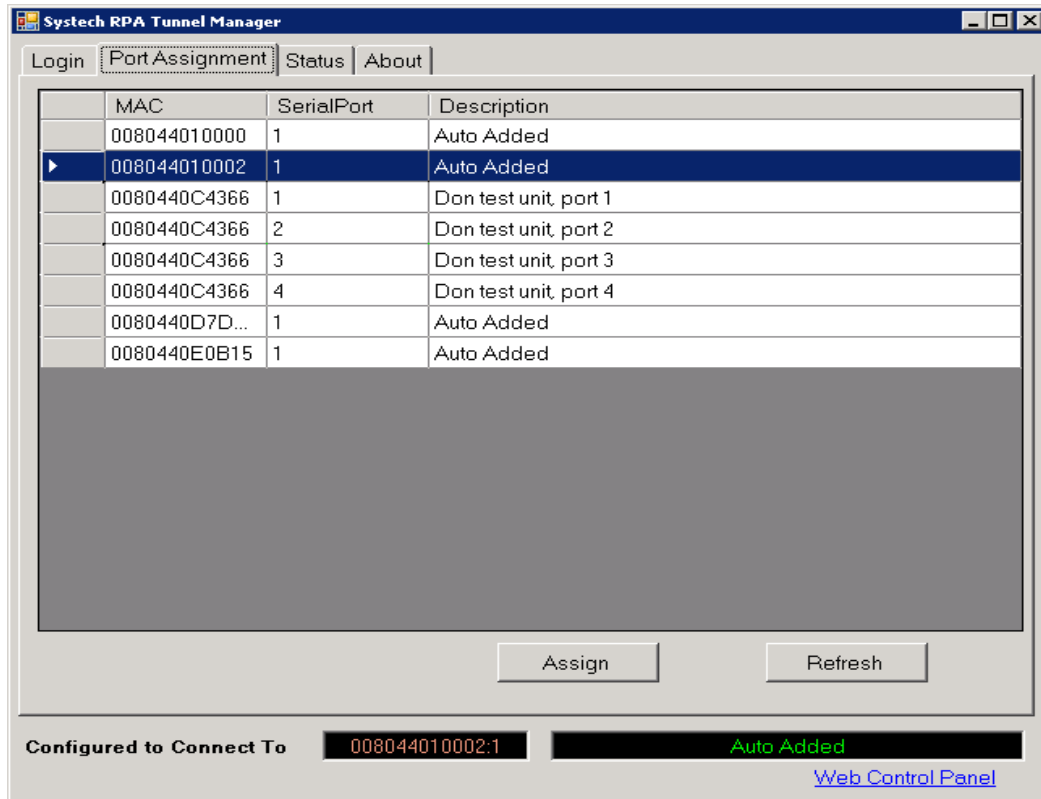 Systech RPA Tunnel Manager
Login Port Assignment Status About
MAC SerialPort Description
008044010000 1 Auto Added
008044010002 1 Auto Added
0080440C4366 1 Don test unit, port 1
0080440C4366 2 Don test unit, port 2
0080440C4366 3 Don test unit, port 3
0080440C4366 4 Don test unit, port 4
0080440D7D... 1 Auto Added
0080440E0B15 1 Auto Added
Assign Refresh
Configured to Connect To 008044010002:1 Auto Added
Web Control Panel